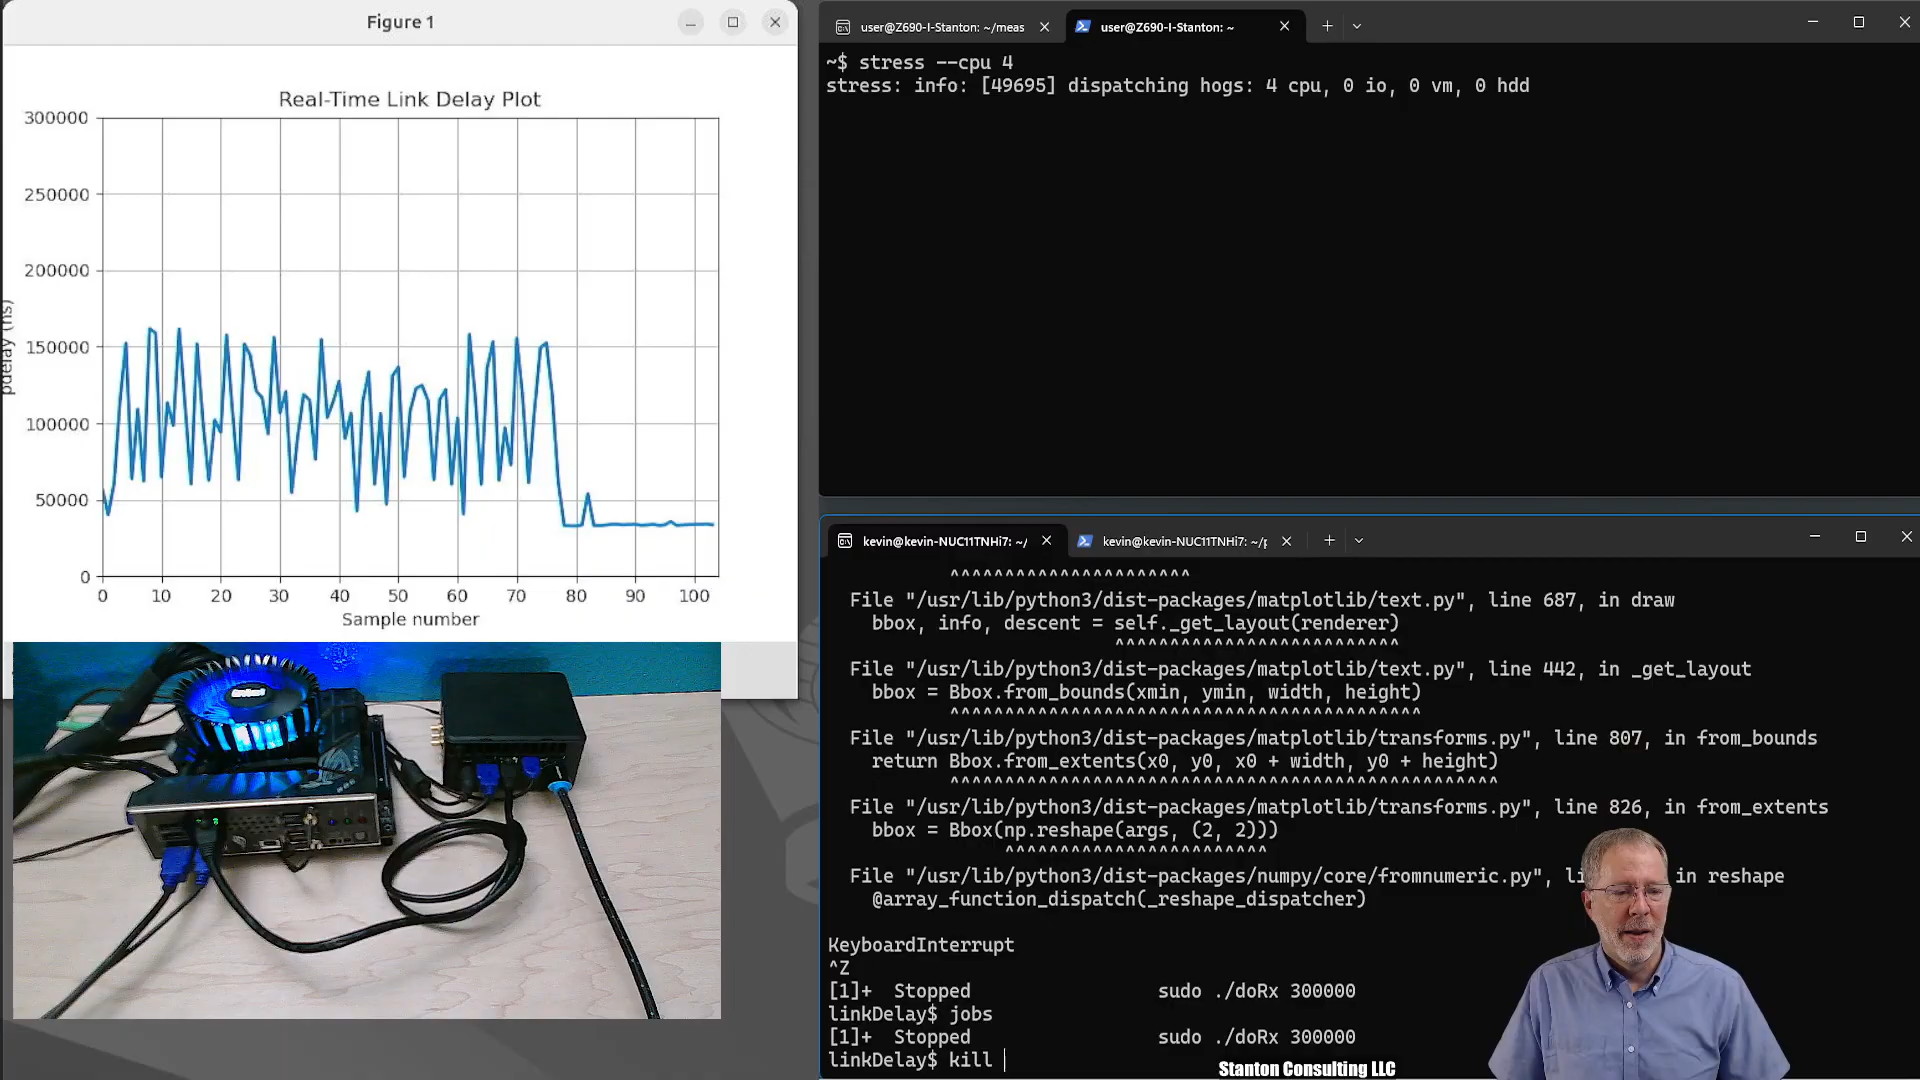 Figure 1
Real-Time Link Delay Plot
300000
250000
200000
150000
100000
50000
0
pdelay (ns)
0 10 20 30 40 50 60 70 80 90 100
Sample number
user@Z690-I-Stanton: ~/meas
user@Z690-I-Stanton: ~
~$ stress --cpu 4
stress: info: [49695] dispatching hogs: 4 cpu, 0 io, 0 vm, 0 hdd
kevin@kevin-NUC11TNHi7: ~/
kevin@kevin-NUC11TNHi7: ~/p
^^^^^^^^^^^^^^^^^^^^^^
File "/usr/lib/python3/dist-packages/matplotlib/text.py", line 687, in draw
bbox, info, descent = self._get_layout(renderer)
^^^^^^^^^^^^^^^^^^^^^^^^^^
File "/usr/lib/python3/dist-packages/matplotlib/text.py", line 442, in _get_layout
bbox = Bbox.from_bounds(xmin, ymin, width, height)
^^^^^^^^^^^^^^^^^^^^^^^^^^^^^^^^^^^^^^^^^^^
File "/usr/lib/python3/dist-packages/matplotlib/transforms.py", line 807, in from_bounds
return Bbox.from_extents(x0, y0, x0 + width, y0 + height)
^^^^^^^^^^^^^^^^^^^^^^^^^^^^^^^^^^^^^^^^^^^^^^^^^^
File "/usr/lib/python3/dist-packages/matplotlib/transforms.py", line 826, in from_extents
bbox = Bbox(np.reshape(args, (2, 2)))
^^^^^^^^^^^^^^^^^^^^^^^^
File "/usr/lib/python3/dist-packages/numpy/core/fromnumeric.py", li in reshape
@array_function_dispatch(_reshape_dispatcher)
KeyboardInterrupt
^Z
[1]+ Stopped sudo ./doRx 300000
linkDelay$ jobs
[1]+ Stopped sudo ./doRx 300000
linkDelay$ kill
Stanton Consulting LLC